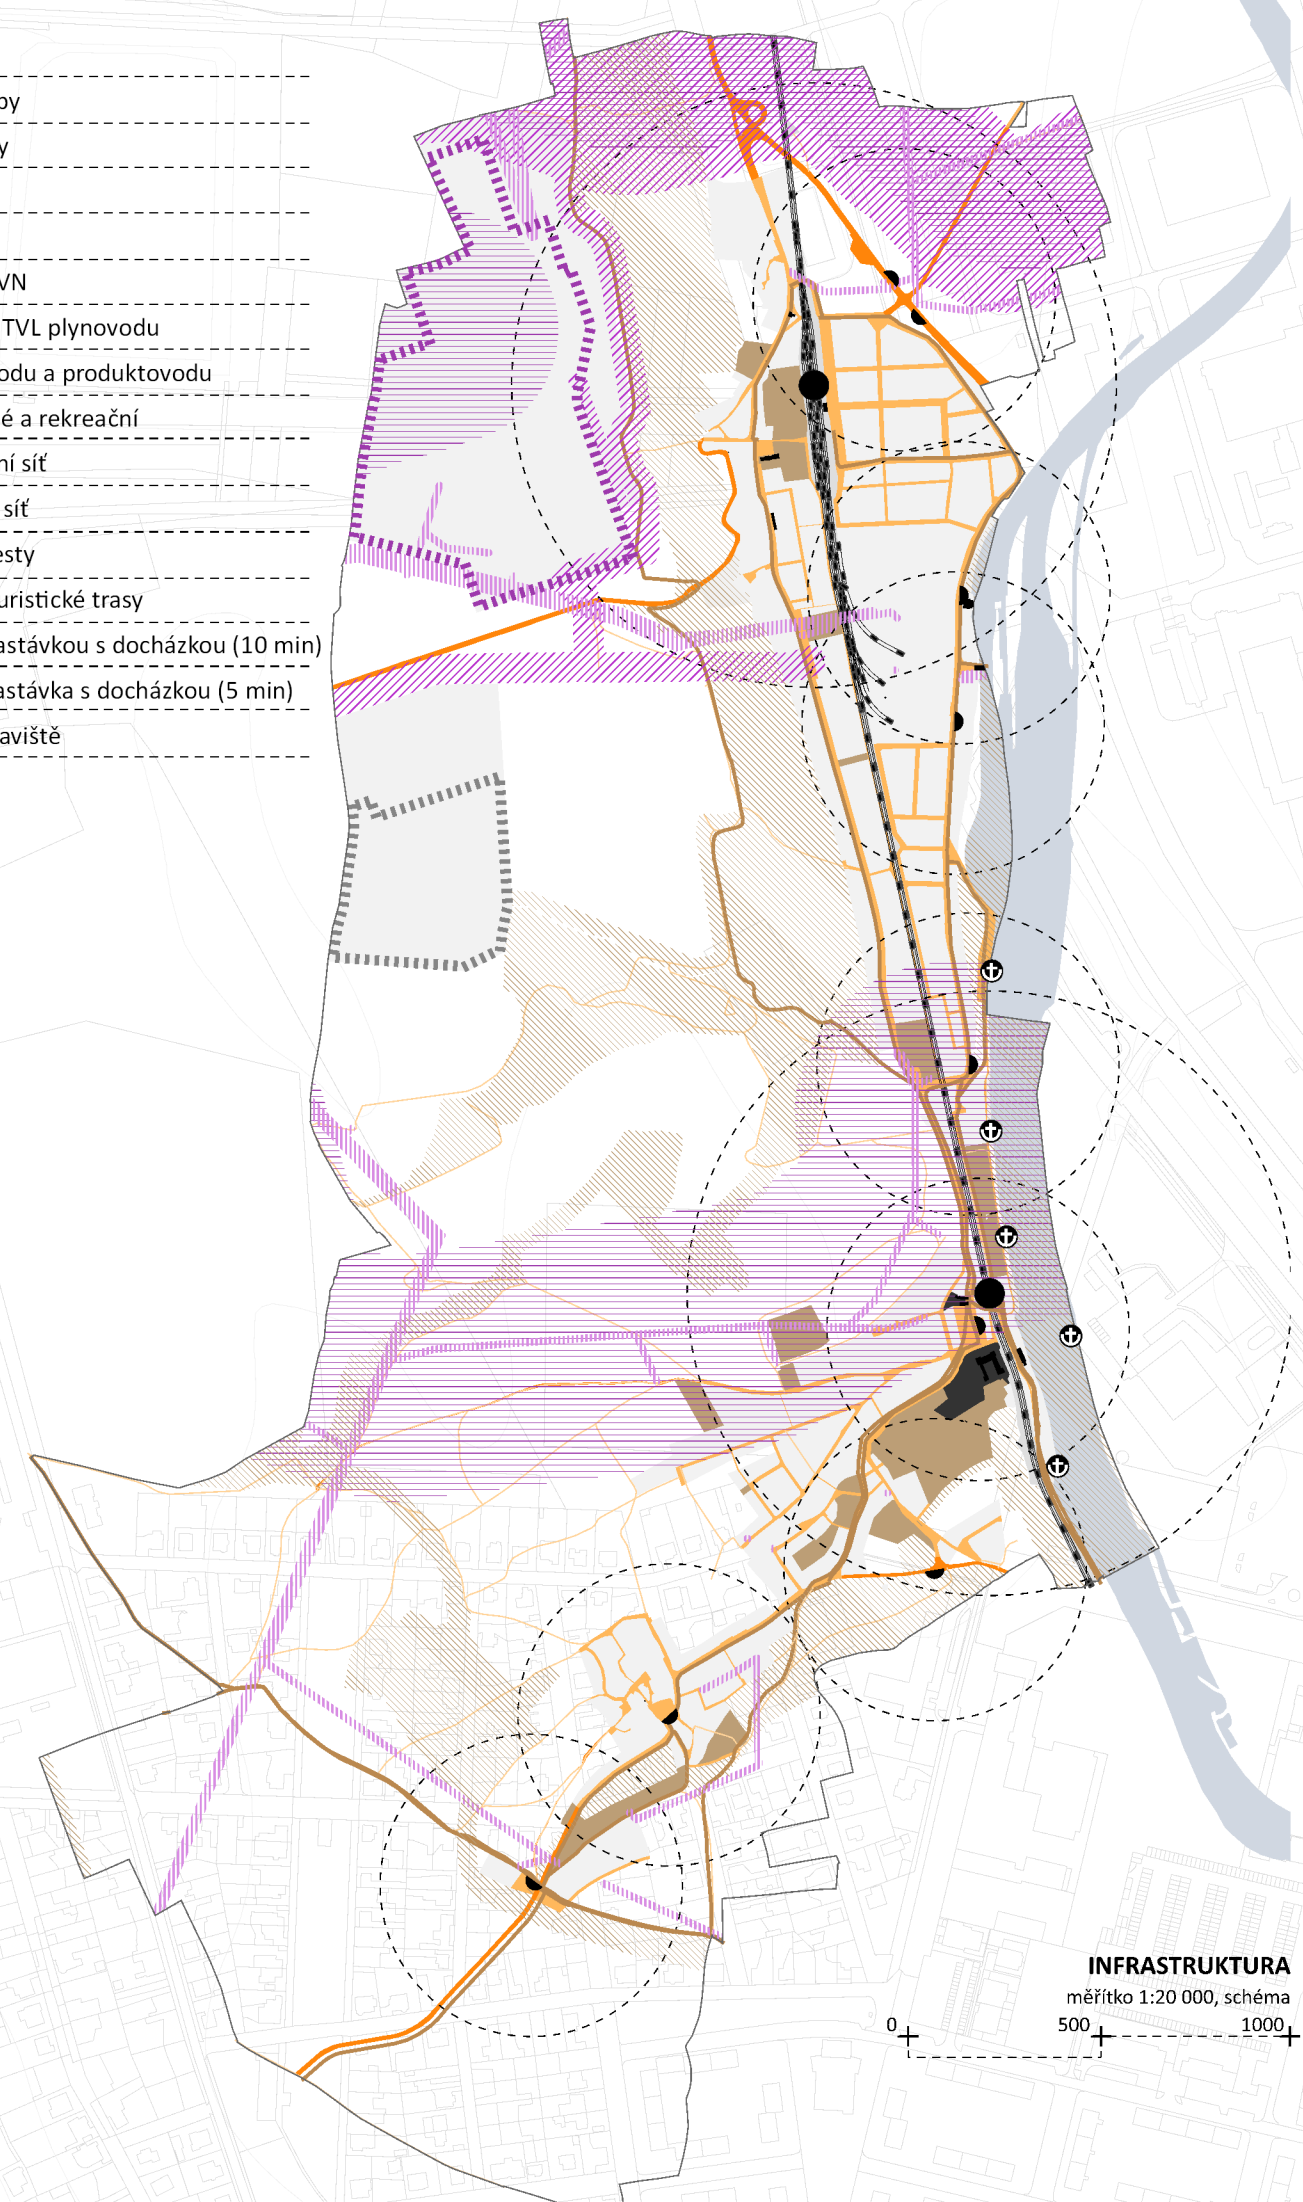 by
y
VN
TVL plynovodu
odu a produktovodu
é a rekreační
ní síť
síť
esty
uristické trasy
astávkou s docházkou (10 min)
astávka s docházkou (5 min)
aviště
INFRASTRUKTURA
měřítko 1:20 000, schéma
0 500 1000